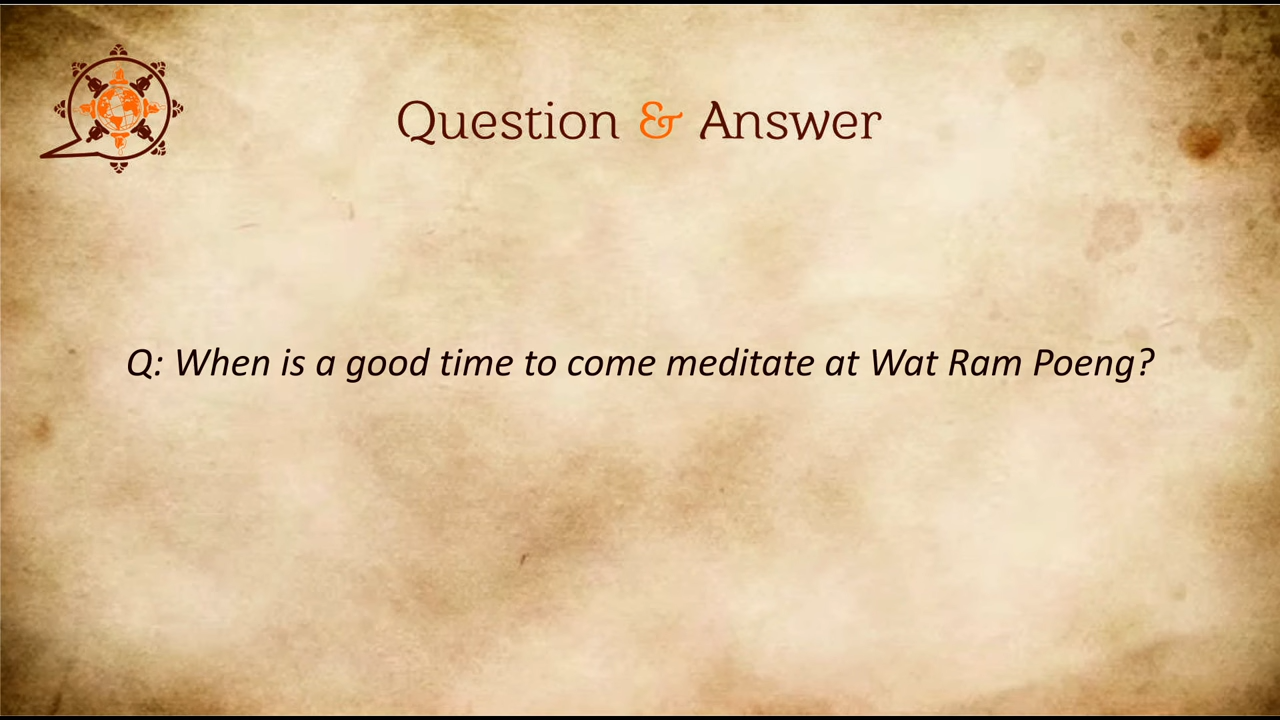 Question & Answer
Q: When is a good time to come meditate at Wat Ram Poeng?